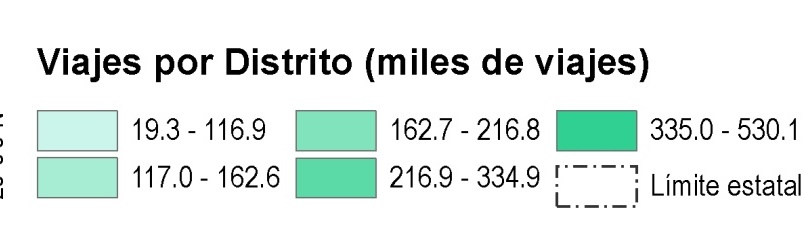 Viajes por Distrito (miles de viajes)
19.3 - 116.9
117.0 - 162.6
162.7 - 216.8
216.9 - 334.9
335.0 - 530.1
Límite estatal